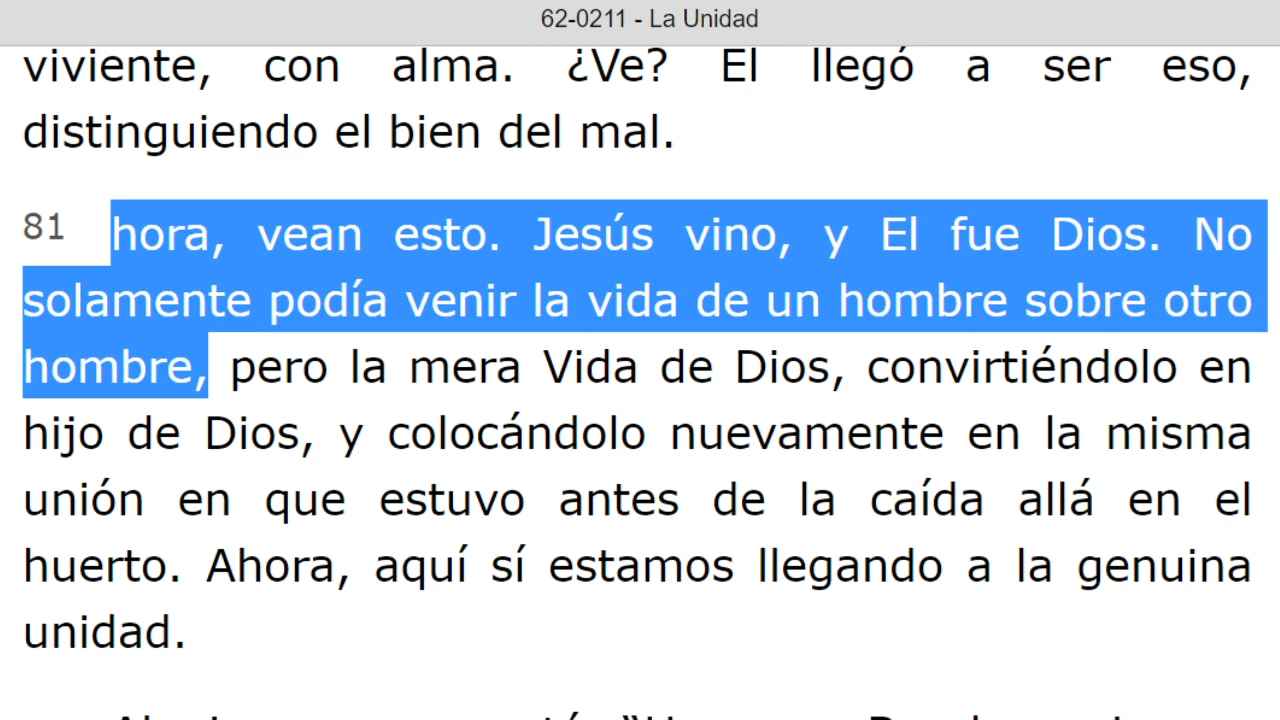 62-0211 - La Unidad
viviente, con alma. ¿Ve? El llegó a ser eso,
distinguiendo el bien del mal.
81 hora, vean esto. Jesús vino, y El fue Dios. No
solamente podía venir la vida de un hombre sobre otro
hombre, pero la mera Vida de Dios, convirtiéndolo en
hijo de Dios, y colocándolo nuevamente en la misma
unión en que estuvo antes de la caída allá en el
huerto. Ahora, aquí sí estamos llegando a la genuina
unidad.